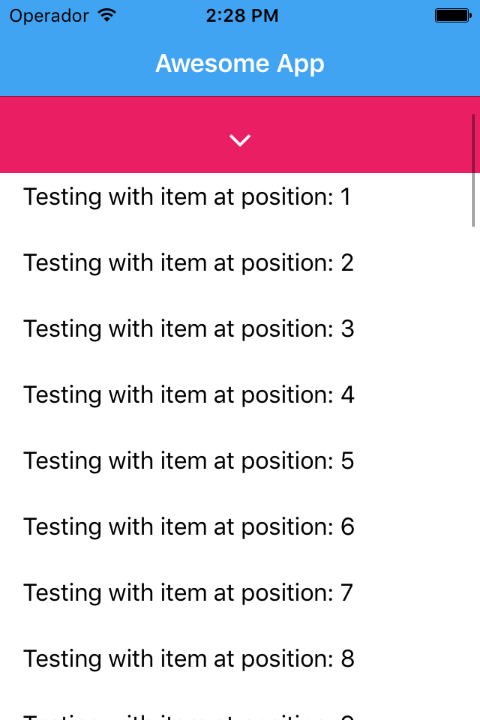 Operador 2:28 PM
Awesome App
Testing with item at position: 1
Testing with item at position: 2
Testing with item at position: 3
Testing with item at position: 4
Testing with item at position: 5
Testing with item at position: 6
Testing with item at position: 7
Testing with item at position: 8